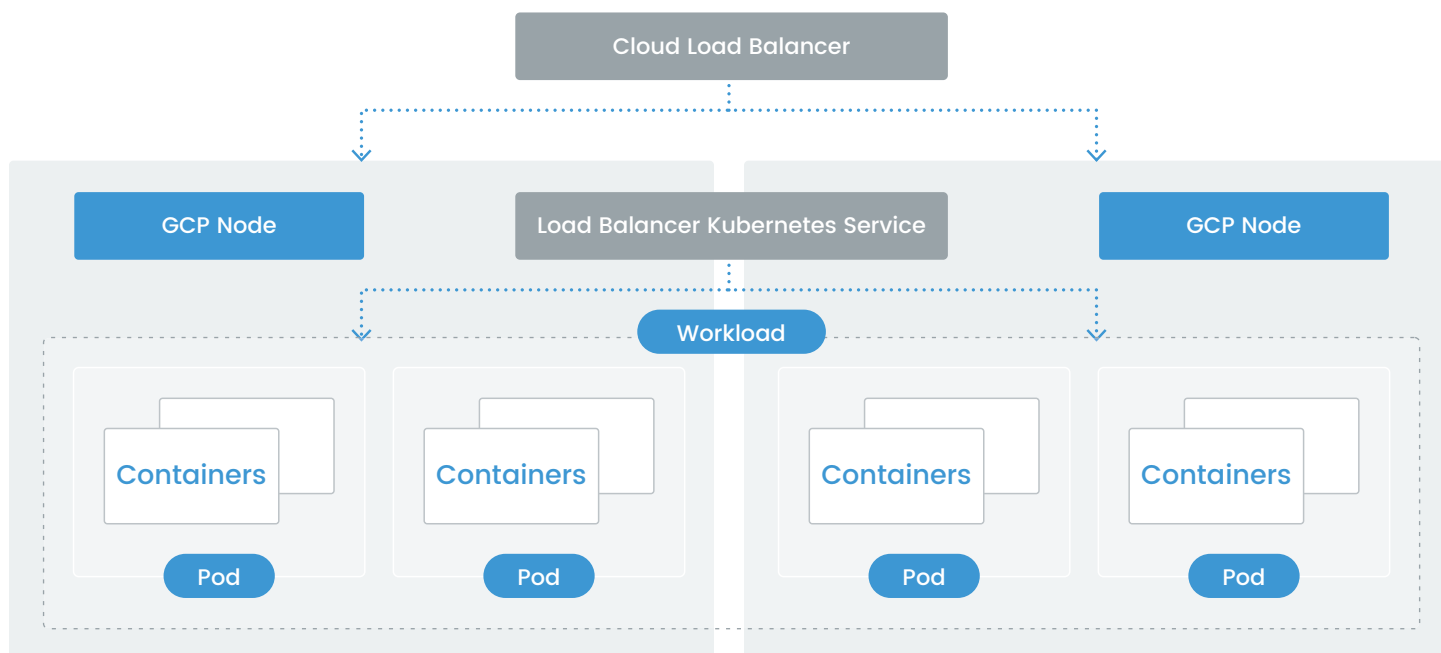 Cloud Load Balancer
GCP Node
Load Balancer Kubernetes Service
GCP Node
Workload
Containers
Containers
Containers
Containers
Pod
Pod
Pod
Pod